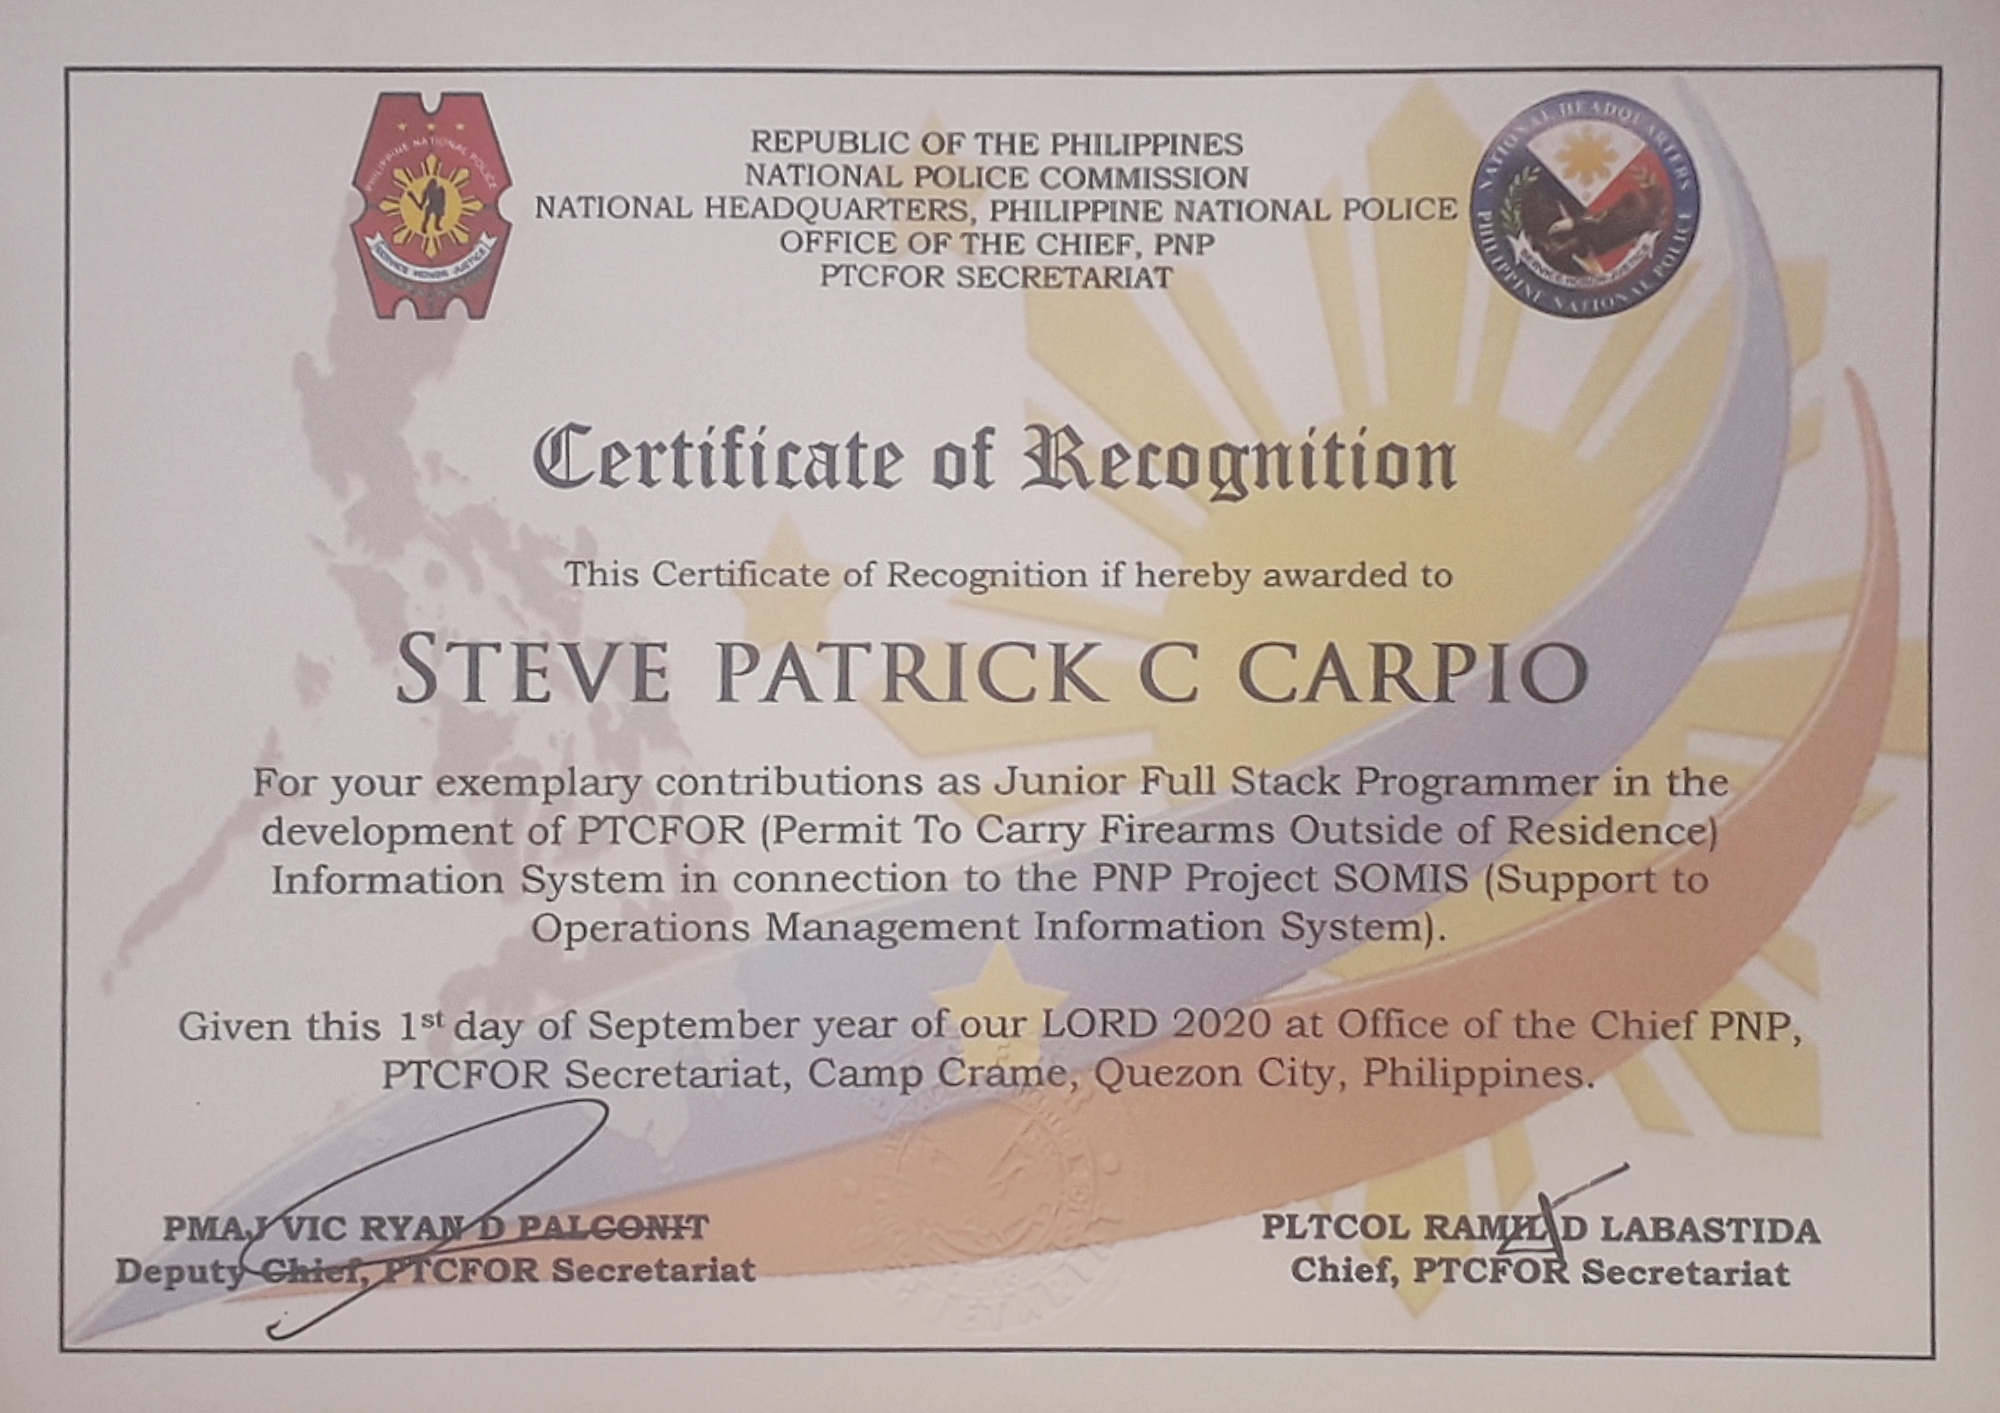 REPUBLIC OF THE PHILIPPINES
NATIONAL POLICE COMMISSION
NATIONAL HEADQUARTERS, PHILIPPINE NATIONAL POLICE
OFFICE OF THE CHIEF, PNP
PTCFOR SECRETARIAT
PHILIPPINE NATIONAL POLICE
SERVICE HONOR JUSTICE
NATIONAL HEADQUARTERS
PHILIPPINE NATIONAL POLICE
SERVICE HONOR JUSTICE
Certificate of Recognition
This Certificate of Recognition if hereby awarded to
STEVE PATRICK C CARPIO
For your exemplary contributions as Junior Full Stack Programmer in the
development of PTCFOR (Permit To Carry Firearms Outside of Residence)
Information System in connection to the PNP Project SOMIS (Support to
Operations Management Information System).
Given this 1st day of September year of our LORD 2020 at Office of the Chief PNP,
PTCFOR Secretariat, Camp Crame, Quezon City, Philippines.
PMAJ VIC RYAN D PALCONIT
Deputy Chief, PTCFOR Secretariat
PLTCOL RAMIL D LABASTIDA
Chief, PTCFOR Secretariat